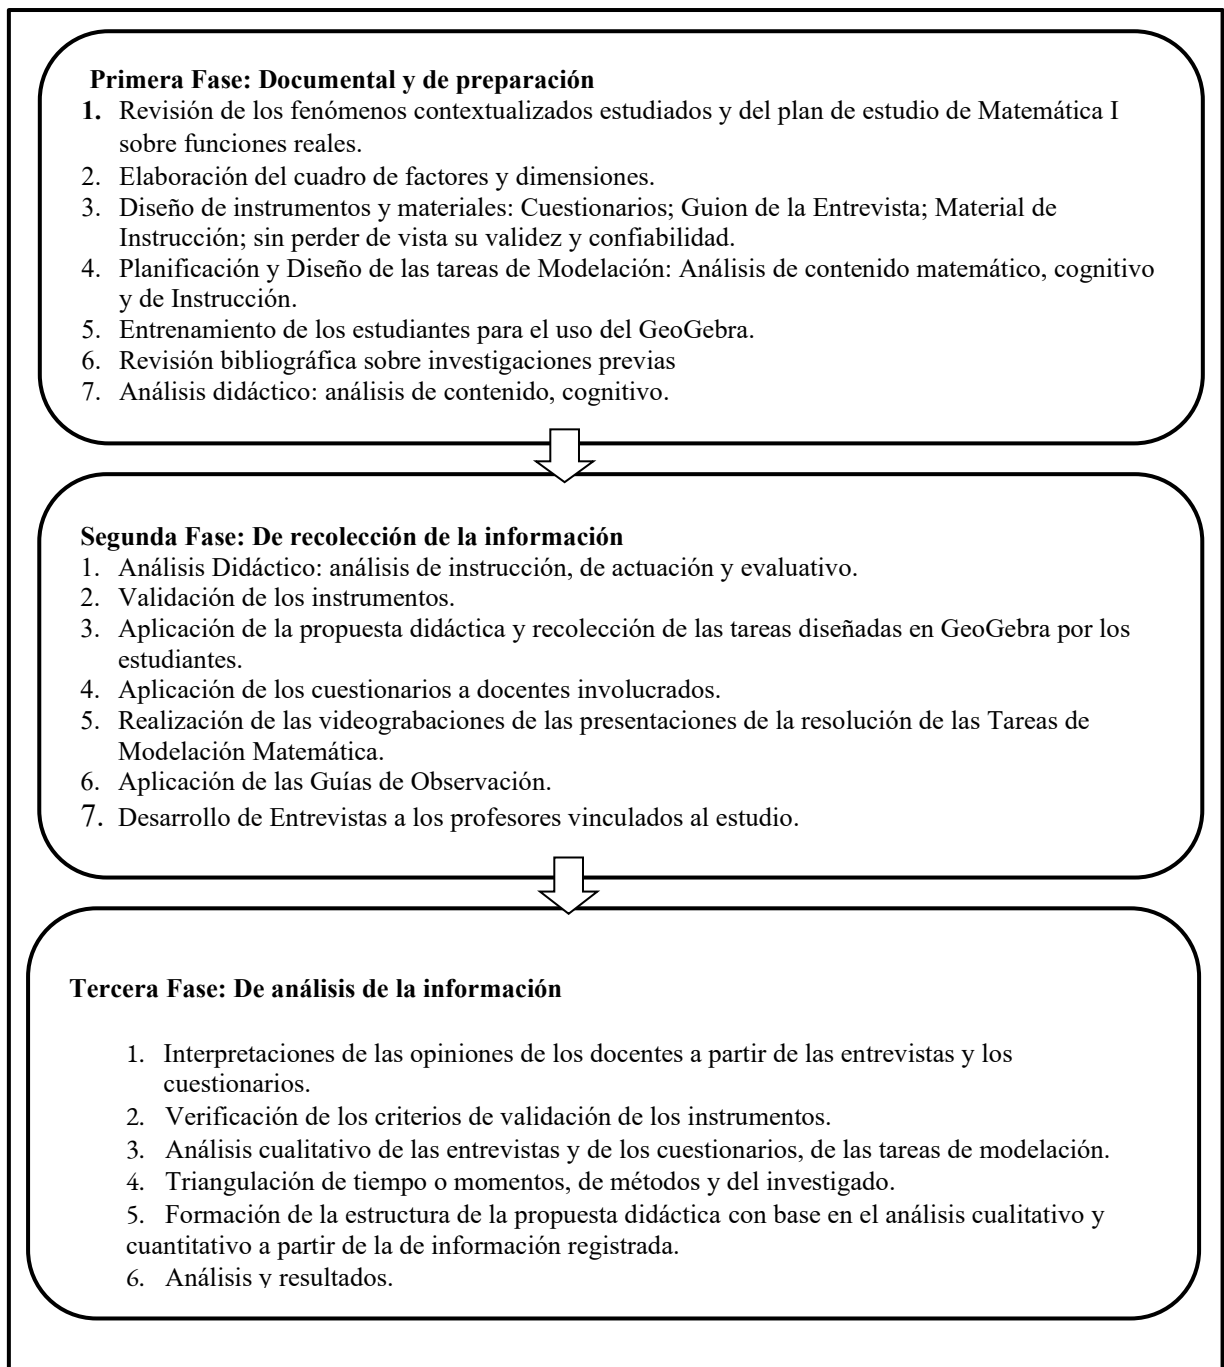 Primera Fase: Documental y de preparación
1. Revisión de los fenómenos contextualizados estudiados y del plan de estudio de Matemática I
sobre funciones reales.
2. Elaboración del cuadro de factores y dimensiones.
3. Diseño de instrumentos y materiales: Cuestionarios; Guion de la Entrevista; Material de
Instrucción; sin perder de vista su validez y confiabilidad.
4. Planificación y Diseño de las tareas de Modelación: Análisis de contenido matemático, cognitivo
y de Instrucción.
5. Entrenamiento de los estudiantes para el uso del GeoGebra.
6. Revisión bibliográfica sobre investigaciones previas
7. Análisis didáctico: análisis de contenido, cognitivo.
Segunda Fase: De recolección de la información
1. Análisis Didáctico: análisis de instrucción, de actuación y evaluativo.
2. Validación de los instrumentos.
3. Aplicación de la propuesta didáctica y recolección de las tareas diseñadas en GeoGebra por los
estudiantes.
4. Aplicación de los cuestionarios a docentes involucrados.
5. Realización de las videograbaciones de las presentaciones de la resolución de las Tareas de
Modelación Matemática.
6. Aplicación de las Guías de Observación.
7. Desarrollo de Entrevistas a los profesores vinculados al estudio.
Tercera Fase: De análisis de la información
1. Interpretaciones de las opiniones de los docentes a partir de las entrevistas y los
cuestionarios.
2. Verificación de los criterios de validación de los instrumentos.
3. Análisis cualitativo de las entrevistas y de los cuestionarios, de las tareas de modelación.
4. Triangulación de tiempo o momentos, de métodos y del investigado.
5. Formación de la estructura de la propuesta didáctica con base en el análisis cualitativo y
cuantitativo a partir de la de información registrada.
6. Análisis y resultados.